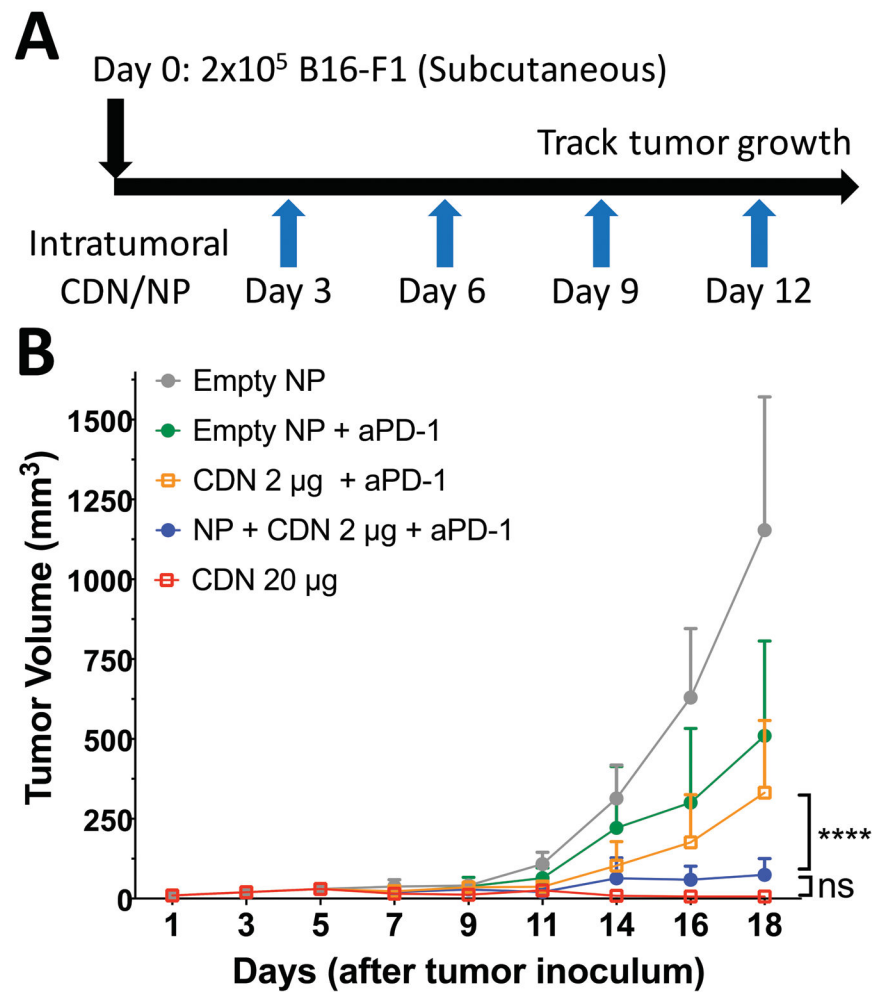 A
Day 0: 2x10⁵ B16-F1 (Subcutaneous)
Track tumor growth
Intratumoral
CDN/NP
Day 3
Day 6
Day 9
Day 12
B
Empty NP
Empty NP + aPD-1
CDN 2 µg + aPD-1
NP + CDN 2 µg + aPD-1
CDN 20 µg
Tumor Volume (mm³)
1500
1250
1000
750
500
250
0
****
ns
1 3 5 7 9 11 14 16 18
Days (after tumor inoculum)